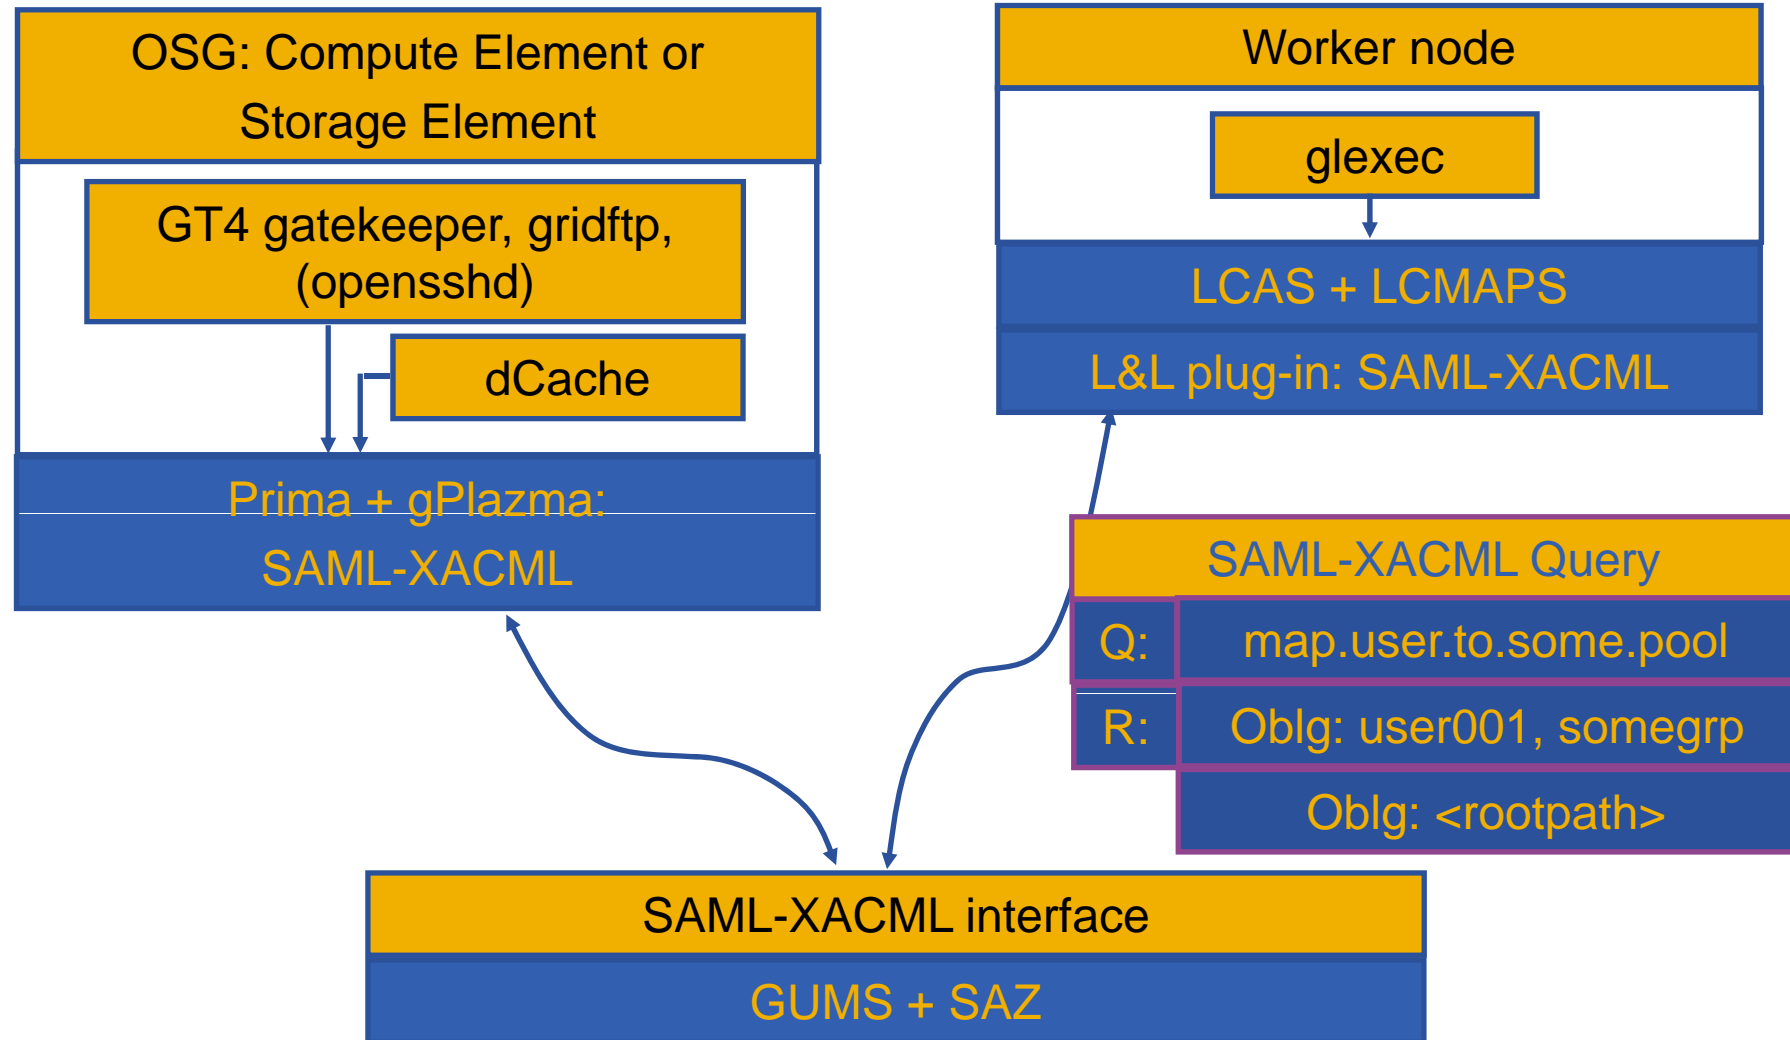 OSG: Compute Element or
Storage Element
GT4 gatekeeper, gridftp,
(opensshd)
dCache
Prima + gPlazma:
SAML-XACML
Worker node
glexec
LCAS + LCMAPS
L&L plug-in: SAML-XACML
SAML-XACML Query
Q: map.user.to.some.pool
R: Oblg: user001, somegrp
Oblg: <rootpath>
SAML-XACML interface
GUMS + SAZ